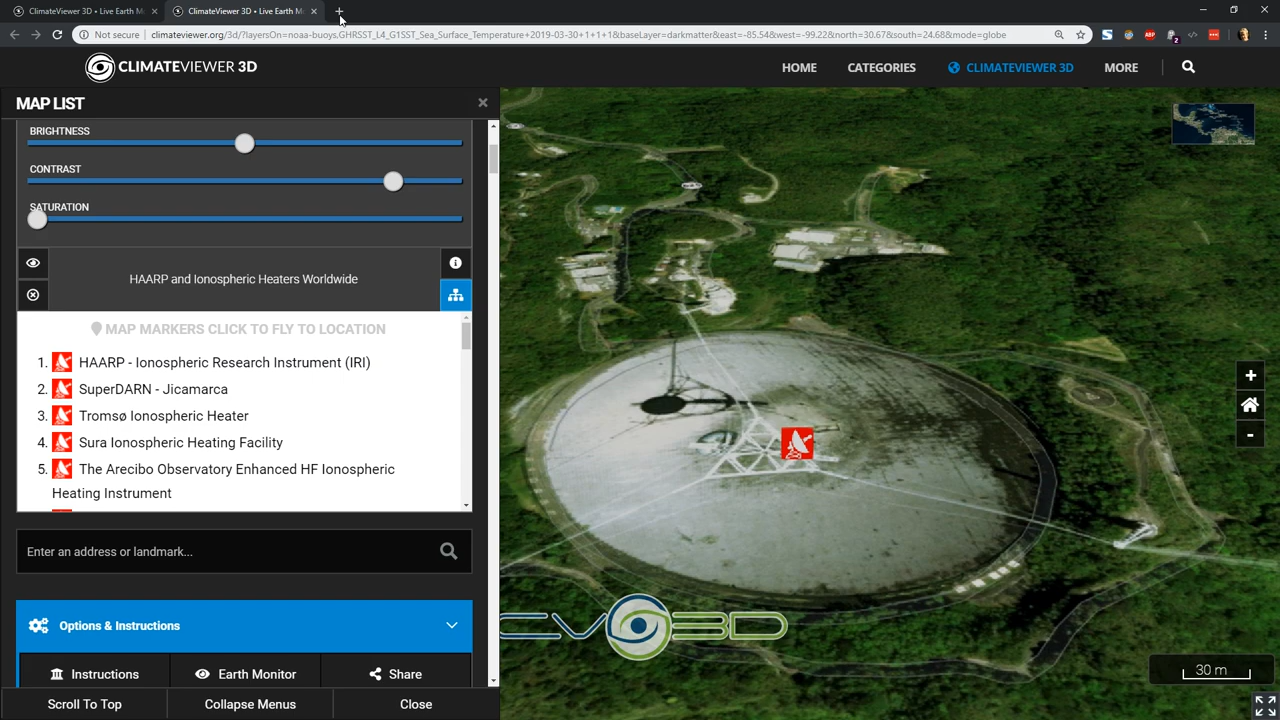 ClimateViewer 3D • Live Earth M
ClimateViewer 3D • Live Earth M
Not secure
climateviewer.org/3d/?layersOn=noaa-buoys,GHRSST_L4_G1SST_Sea_Surface_Temperature+2019-03-30+1+1+1&baseLayer=darkmatter&east=-85.54&west=-99.22&north=30.67&south=24.68&mode=globe
CLIMATEVIEWER 3D
HOME
CATEGORIES
CLIMATEVIEWER 3D
MORE
MAP LIST
BRIGHTNESS
CONTRAST
SATURATION
HAARP and Ionospheric Heaters Worldwide
MAP MARKERS CLICK TO FLY TO LOCATION
1. HAARP - Ionospheric Research Instrument (IRI)
2. SuperDARN - Jicamarca
3. Tromsø Ionospheric Heater
4. Sura Ionospheric Heating Facility
5. The Arecibo Observatory Enhanced HF Ionospheric
Heating Instrument
Enter an address or landmark...
Options & Instructions
Instructions
Earth Monitor
Share
Scroll To Top
Collapse Menus
Close
CV3D
30 m